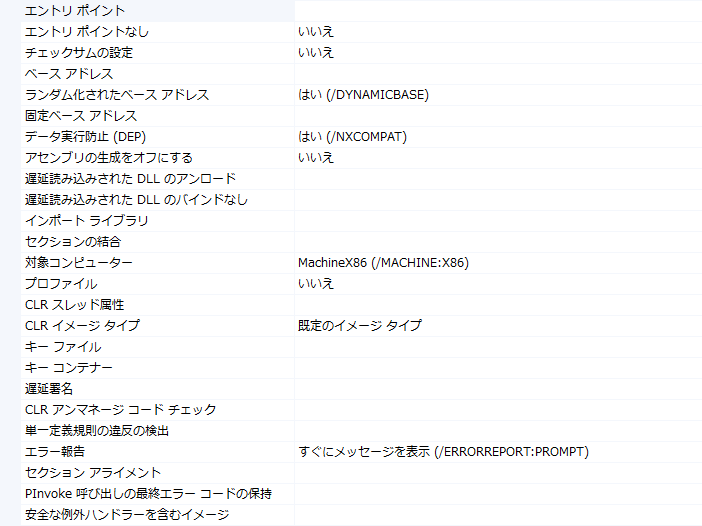 エントリ ポイント
エントリ ポイントなし いいえ
チェックサムの設定 いいえ
ベース アドレス
ランダム化されたベース アドレス はい (/DYNAMICBASE)
固定ベース アドレス
データ実行防止 (DEP) はい (/NXCOMPAT)
アセンブリの生成をオフにする いいえ
遅延読み込みされた DLL のアンロード
遅延読み込みされた DLL のバインドなし
インポート ライブラリ
セクションの結合
対象コンピューター MachineX86 (/MACHINE:X86)
プロファイル いいえ
CLR スレッド属性
CLR イメージ タイプ 既定のイメージ タイプ
キー ファイル
キー コンテナー
遅延署名
CLR アンマネージ コード チェック
単一定義規則の違反の検出
エラー報告 すぐにメッセージを表示 (/ERRORREPORT:PROMPT)
セクション アライメント
PInvoke 呼び出しの最終エラー コードの保持
安全な例外ハンドラーを含むイメージ